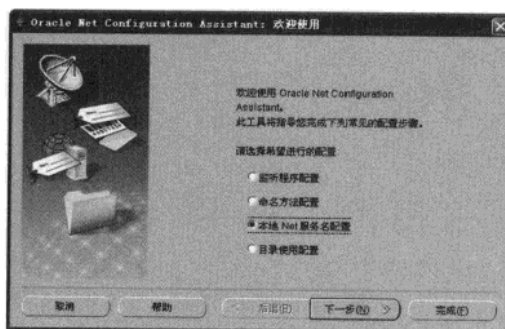 Oracle Net Configuration Assistant: 欢迎使用
欢迎使用 Oracle Net Configuration
Assistant。
此工具将指导您完成下列常见的配置步骤。
请选择希望进行的配置
监听程序配置
命名方法配置
本地 Net 服务名配置
目录使用配置
取消
帮助
后退(B)
下一步(N)
完成(F)